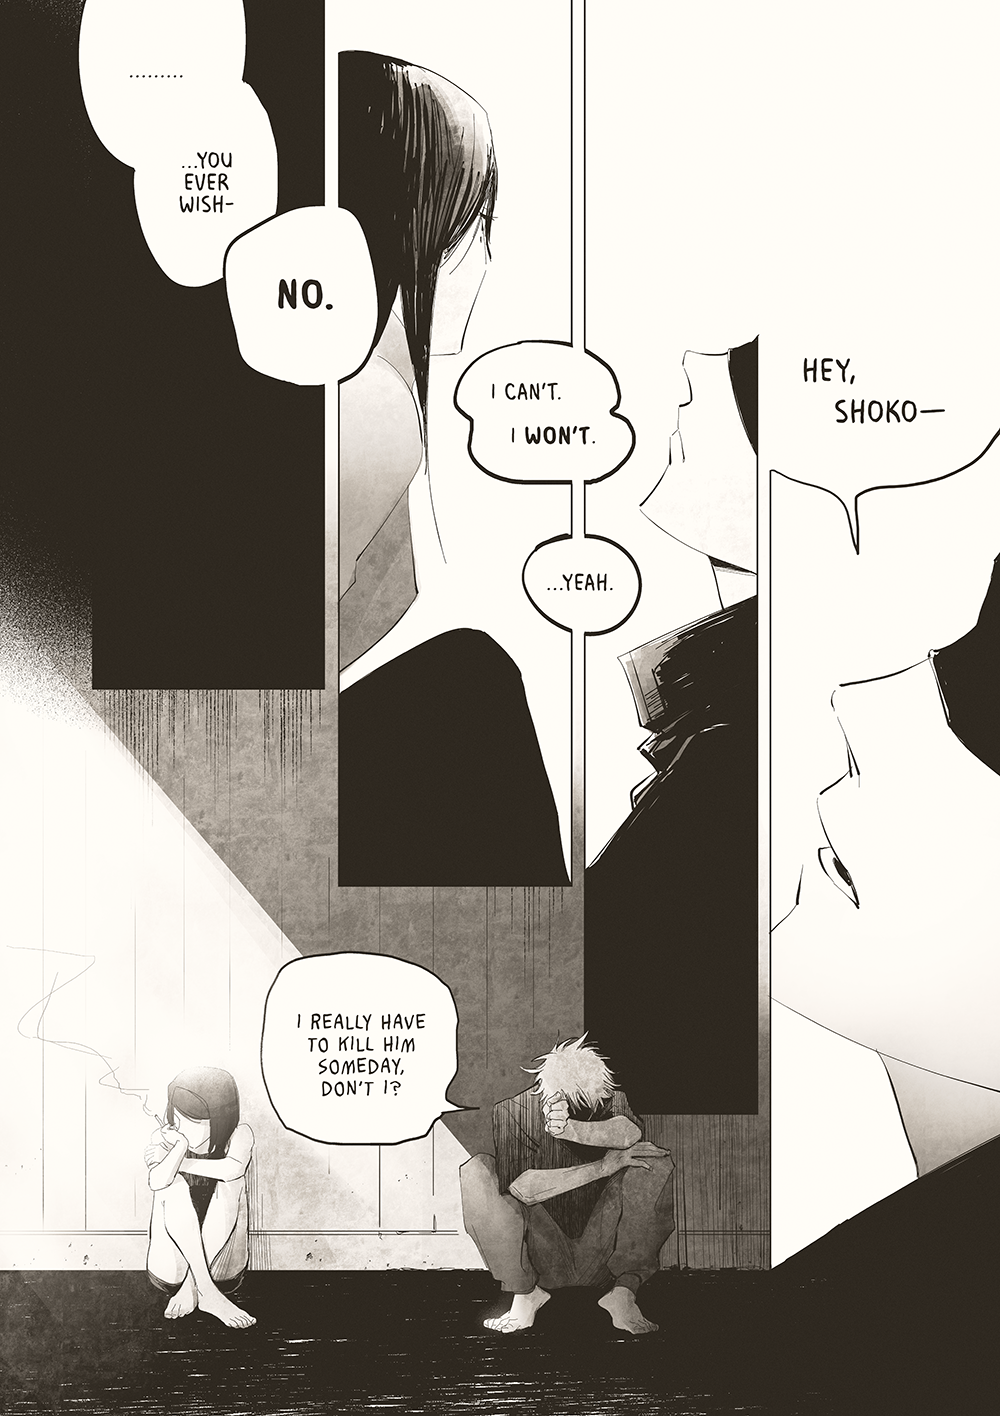 .........
...YOU
EVER
WISH-
NO.
I CAN'T.
I WON'T.
...YEAH.
HEY,
SHOKO—
I REALLY HAVE
TO KILL HIM
SOMEDAY,
DON'T I?